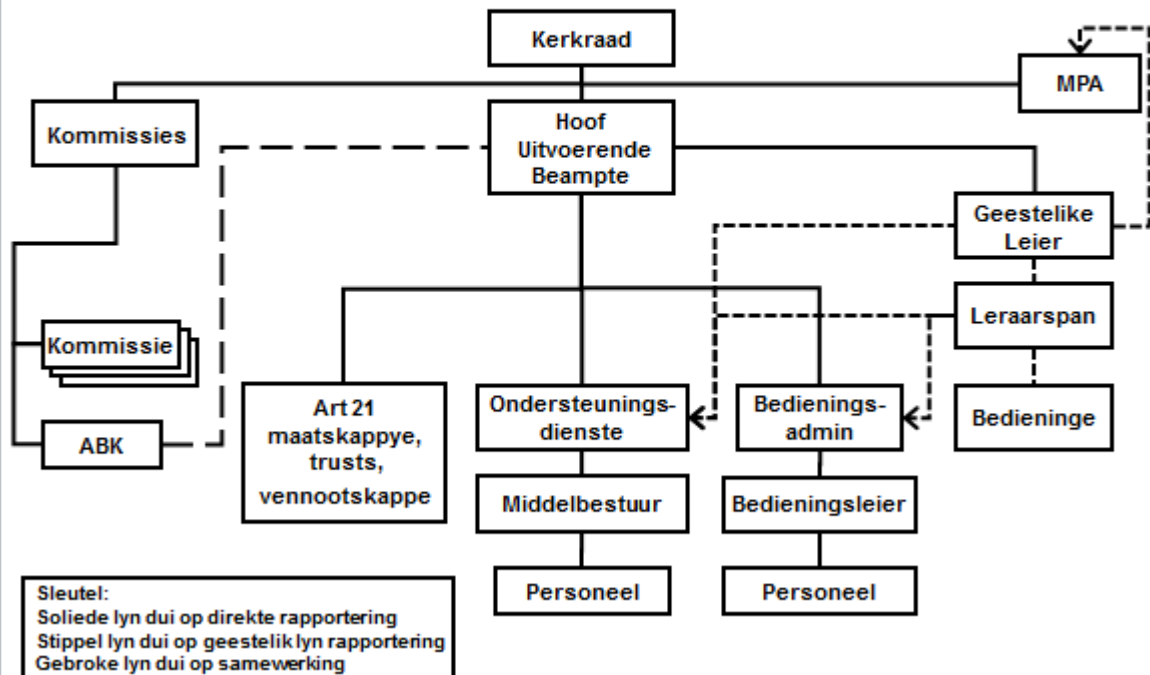 Kerkraad
MPA
Kommissies
Hoof
Uitvoerende
Beampte
Geestelike
Leier
Leraarspan
Kommissie
Art 21
maatskappye,
trusts,
vennootskappe
Ondersteunings-
dienste
Bedienings-
admin
Bedieninge
ABK
Middelbestuur
Bedieningsleier
Personeel
Personeel
Sleutel:
Soliede lyn dui op direkte rapportering
Stippel lyn dui op geestelik lyn rapportering
Gebroke lyn dui op samewerking